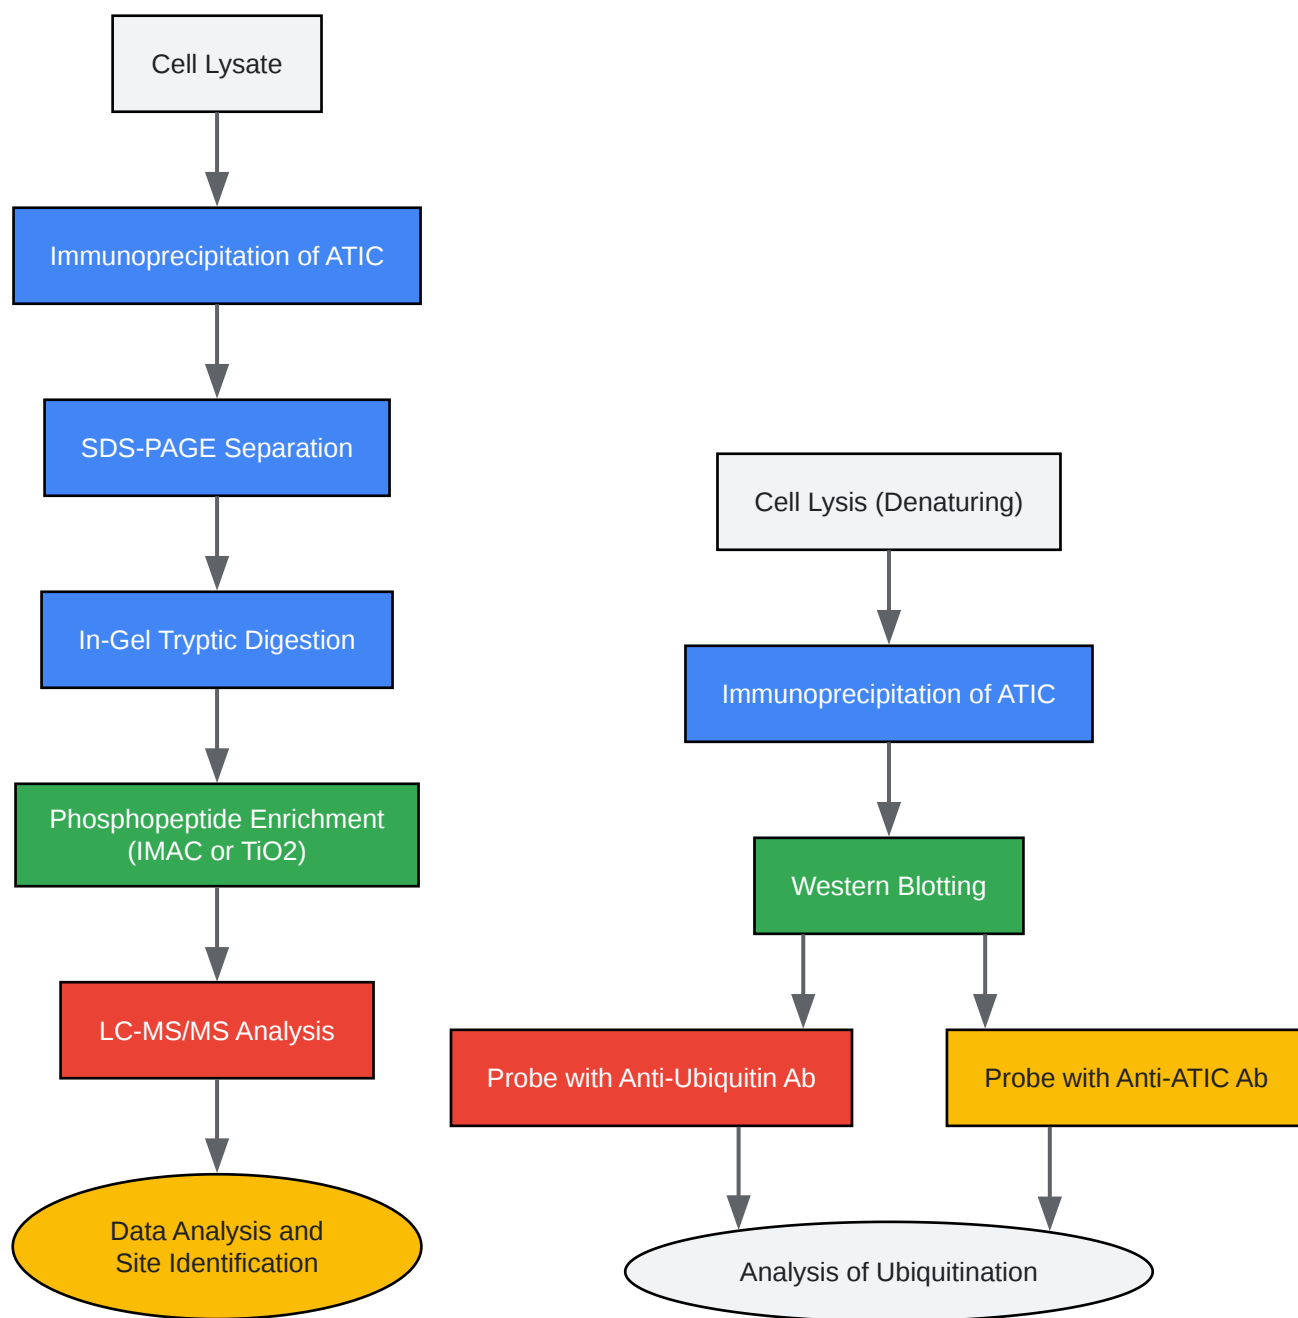 Cell Lysate
Immunoprecipitation of ATIC
SDS-PAGE Separation
In-Gel Tryptic Digestion
Phosphopeptide Enrichment
(IMAC or TiO2)
LC-MS/MS Analysis
Data Analysis and
Site Identification
Cell Lysis (Denaturing)
Immunoprecipitation of ATIC
Western Blotting
Probe with Anti-Ubiquitin Ab
Probe with Anti-ATIC Ab
Analysis of Ubiquitination